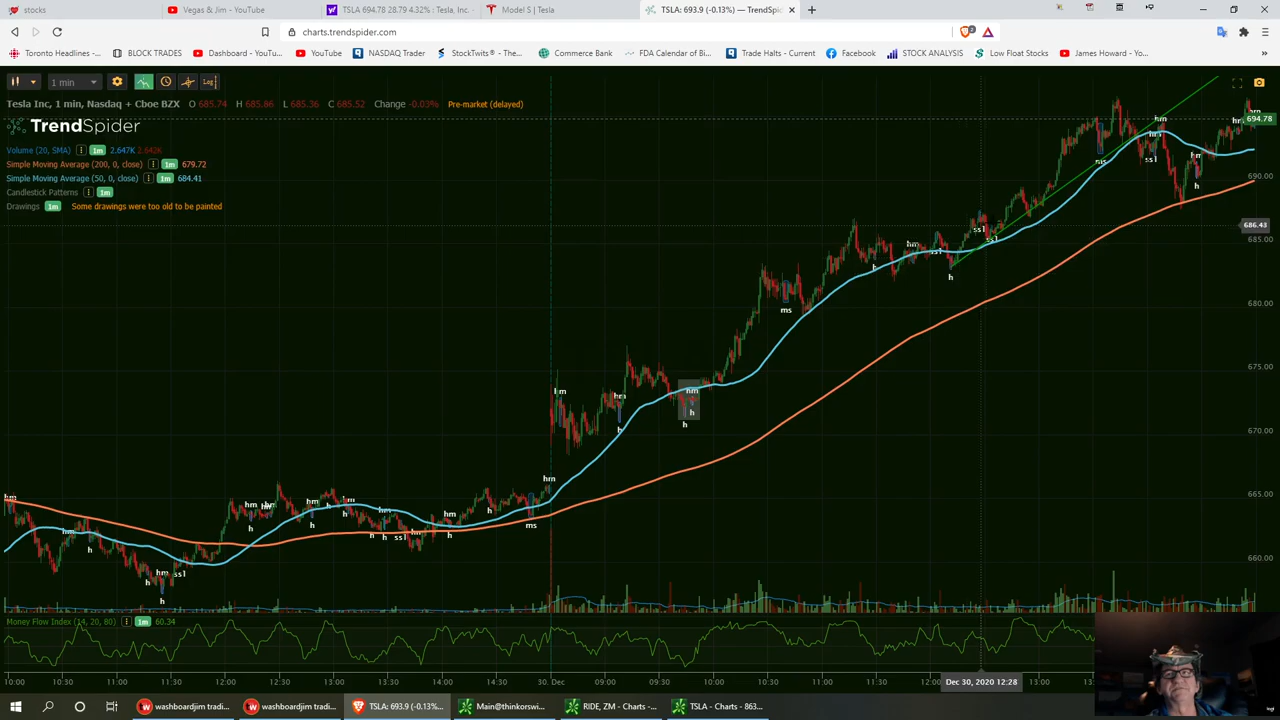 stocks
Vegas & Jim - YouTube
TSLA 694.78 28.79 4.32% : Tesla, Inc.
Model S | Tesla
TSLA: 693.9 (-0.13%) — TrendSpi
charts.trendspider.com
Toronto Headlines -...
BLOCK TRADES
Dashboard - YouTu...
YouTube
NASDAQ Trader
StockTwits® - The...
Commerce Bank
FDA Calendar of Bi...
Trade Halts - Current
Facebook
STOCK ANALYSIS
Low Float Stocks
James Howard - Yo...
1 min
Tesla Inc, 1 min, Nasdaq + Cboe BZX O 685.74 H 685.86 L 685.36 C 685.52 Change -0.03% Pre-market (delayed)
TrendSpider
694.78
Volume (20, SMA) 1m 2.647K 2.642K
Simple Moving Average (200, 0, close) 1m 679.72
Simple Moving Average (50, 0, close) 1m 684.41
Candlestick Patterns 1m
Drawings 1m Some drawings were too old to be painted
690.00
686.43
685.00
680.00
675.00
670.00
665.00
660.00
Money Flow Index (14, 20, 80) 1m 60.34
10:00 10:30 11:00 11:30 12:00 12:30 13:00 13:30 14:00 14:30 30. Dec 09:00 09:30 10:00 10:30 11:00 11:30 12:00 Dec 30, 2020 12:28 13:00
washboardjim tradi...
washboardjim tradi...
TSLA: 693.9 (-0.13%...
Main@thinkorswi...
RIDE, ZM - Charts -...
TSLA - Charts - 863...